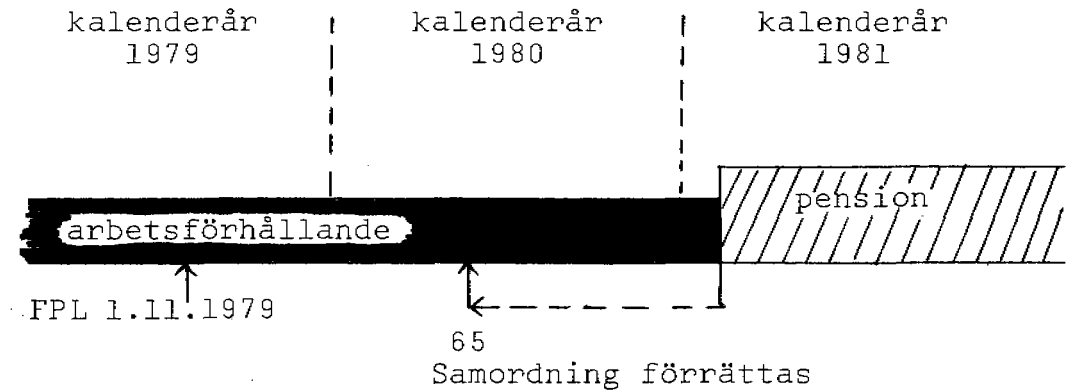 kalenderår kalenderår kalenderår
1979 1980 1981
pension
arbetsförhållande
FPL 1.11.1979
65
Samordning förrättas